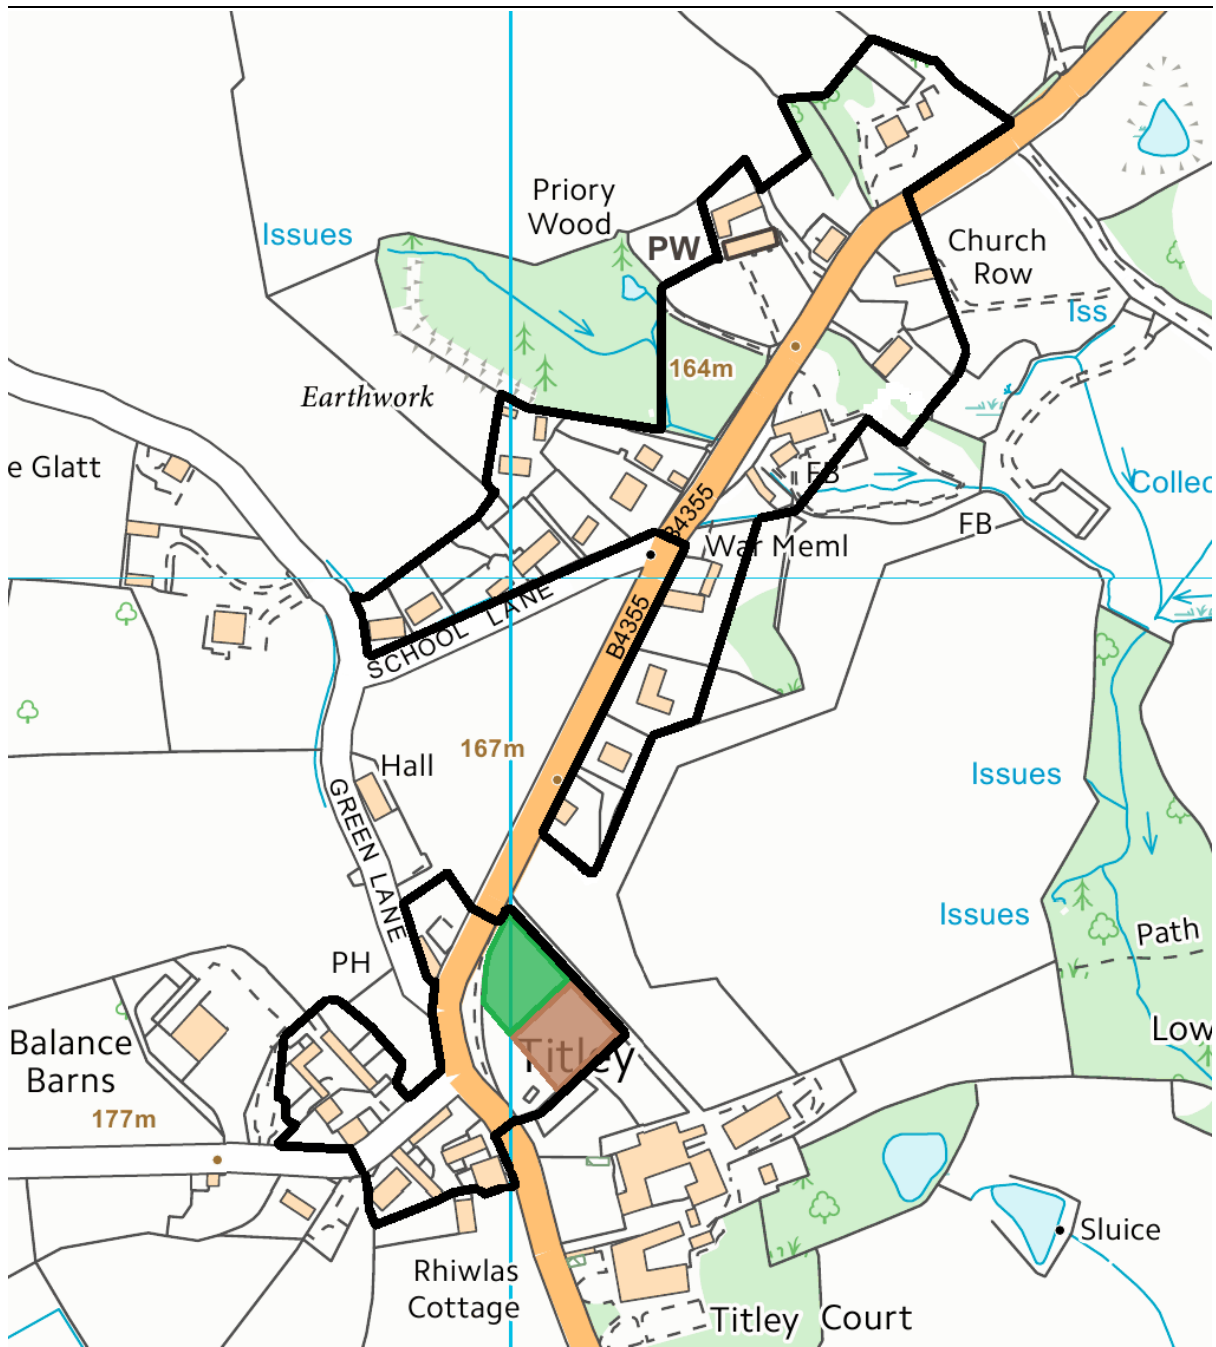 Priory
Wood
Issues
PW
Church
Row
Iss
164m
Earthwork
e Glatt
FB
Collec
B4355
FB
War Meml
SCHOOL LANE
B4355
167m
Hall
Issues
GREEN LANE
Issues
Path
PH
Low
Balance
Barns
Titley
177m
Sluice
Rhiwlas
Cottage
Titley Court